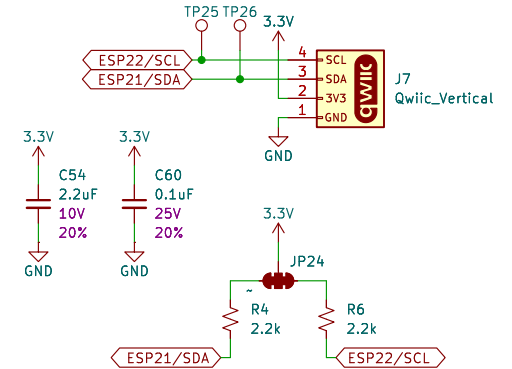 TP25 TP26
3.3V
ESP22/SCL
ESP21/SDA
4 SCL
3 SDA
2 3V3
1 GND
qwiic
J7
Qwiic_Vertical
GND
3.3V
C54
2.2uF
10V
20%
GND
3.3V
C60
0.1uF
25V
20%
GND
3.3V
JP24
~
R4
2.2k
R6
2.2k
ESP21/SDA
ESP22/SCL